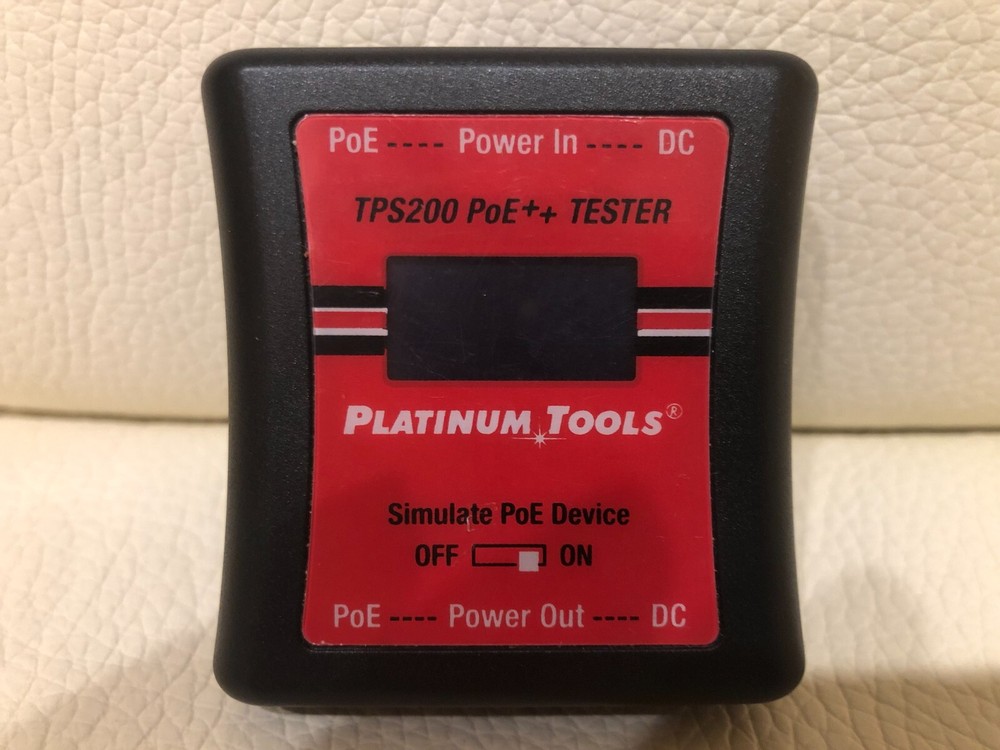 PoE ---- Power In ---- DC
TPS200 PoE++ TESTER
PLATINUM TOOLS®
Simulate PoE Device
OFF ON
PoE ---- Power Out ---- DC